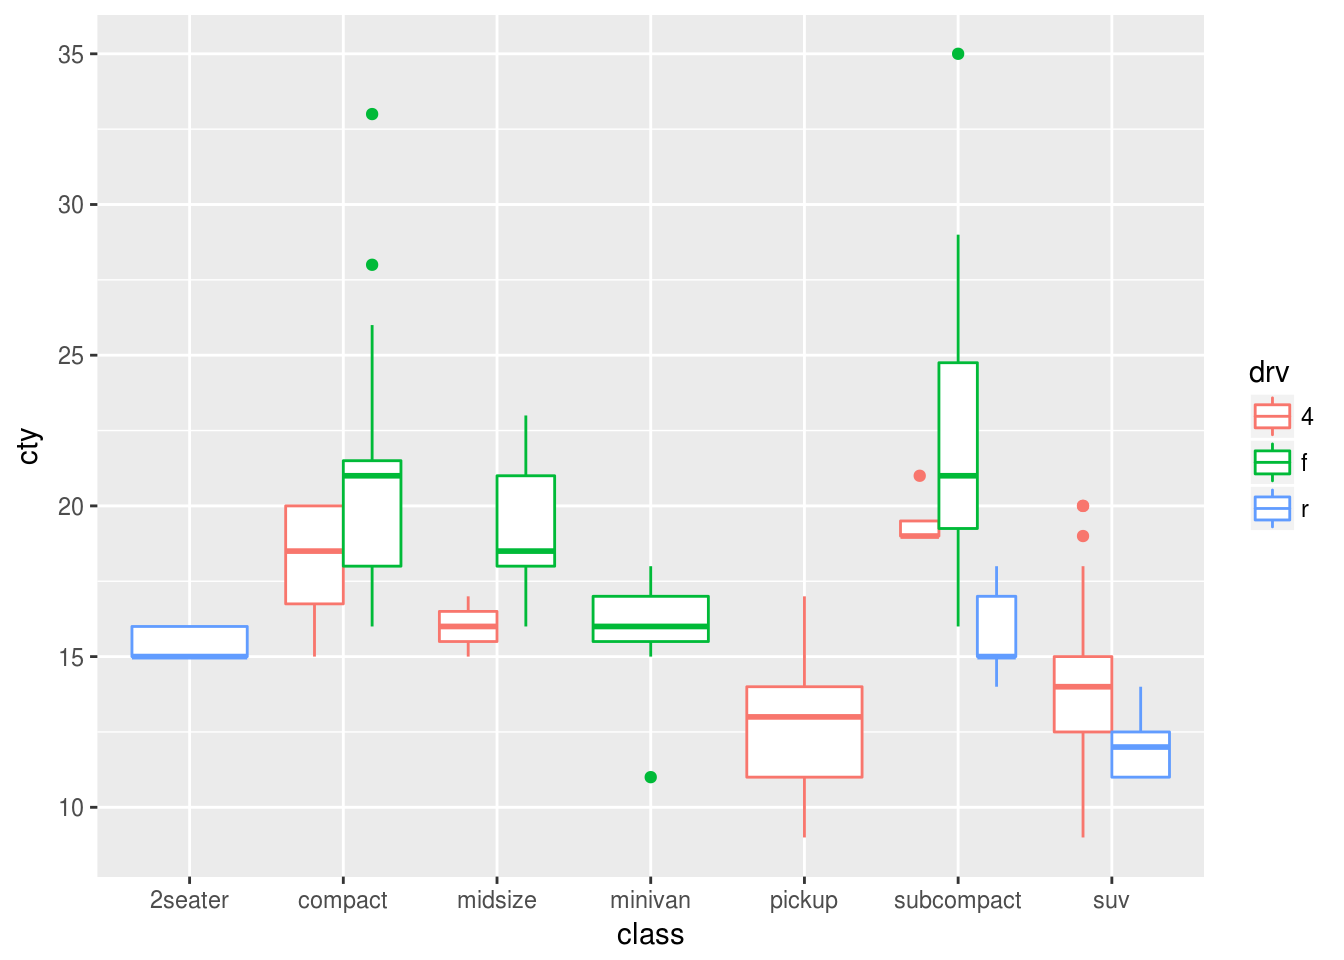 35
30
25
20
15
10
cty
2seater compact midsize minivan pickup subcompact suv
class
drv
4
f
r